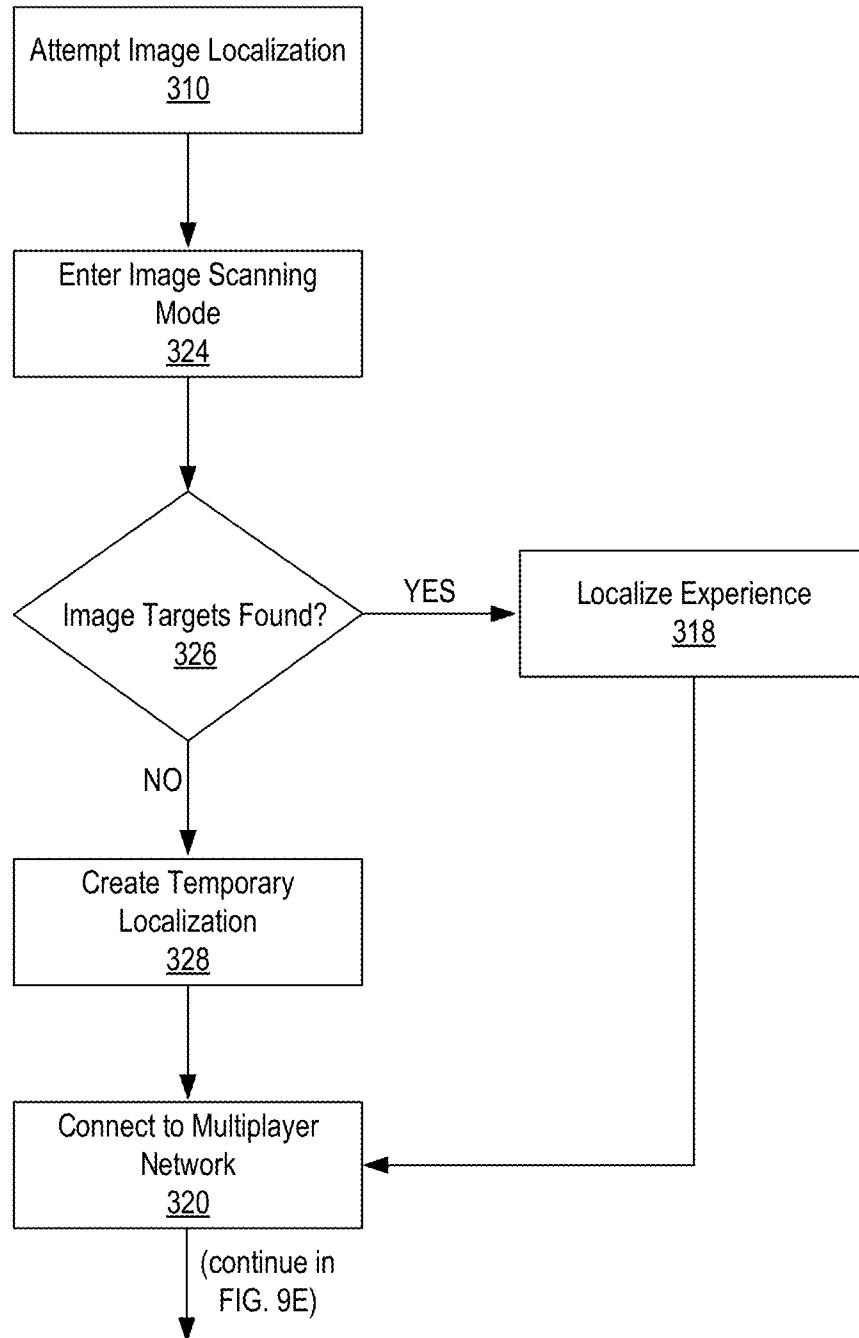 Attempt Image Localization
310
Enter Image Scanning
Mode
324
Image Targets Found?
326
YES
Localize Experience
318
NO
Create Temporary
Localization
328
Connect to Multiplayer
Network
320
(continue in
FIG. 9E)